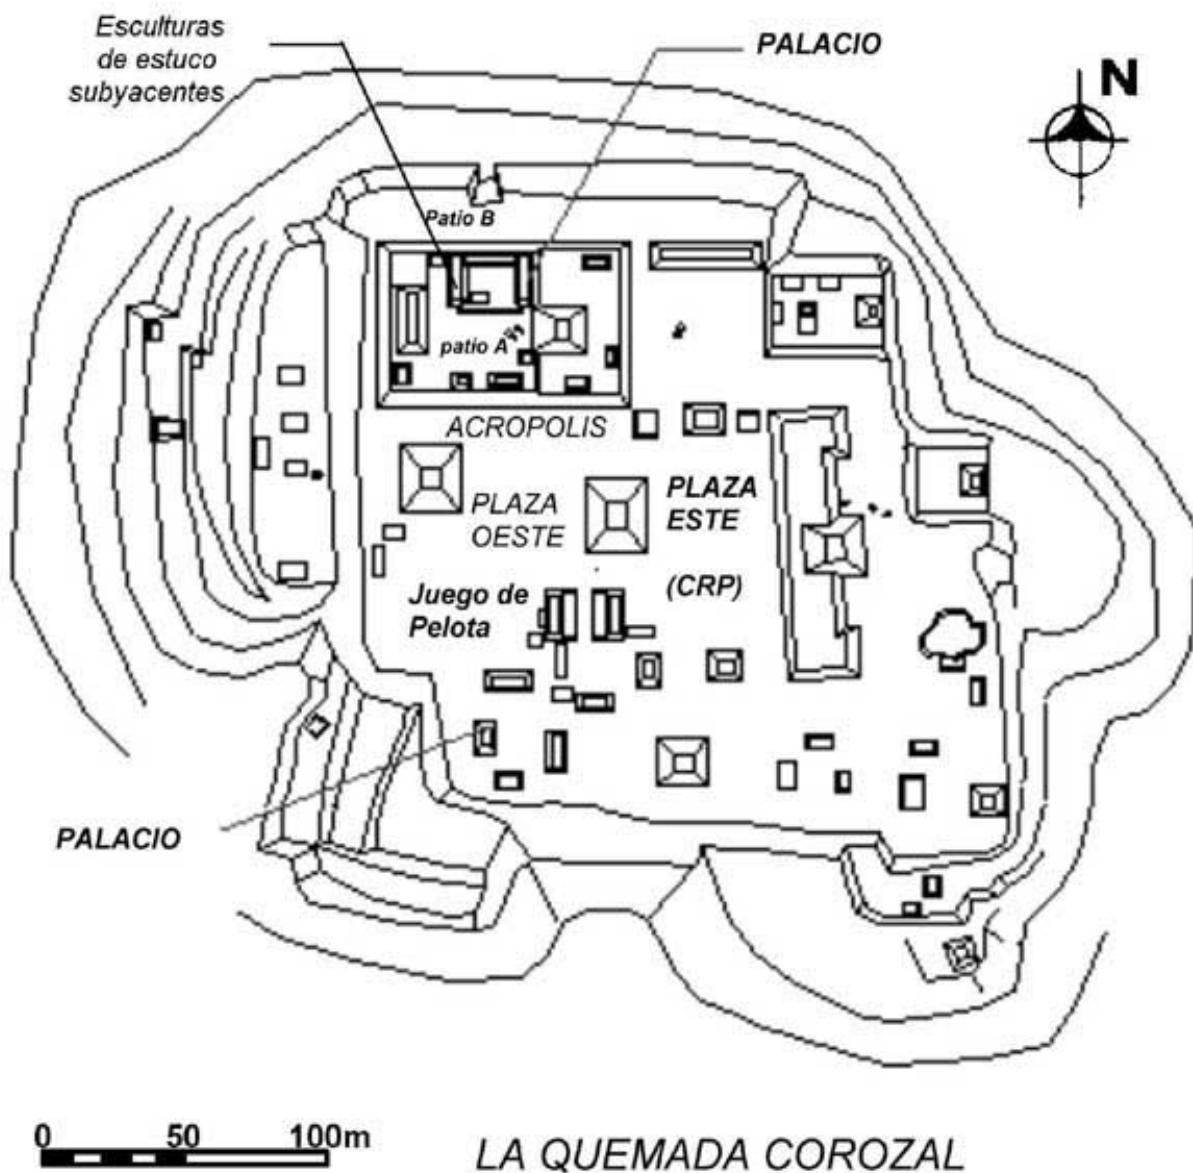 Esculturas
de estuco
subyacentes
PALACIO
N
Patio B
patio A
ACROPOLIS
PLAZA
OESTE
PLAZA
ESTE
(CRP)
Juego de
Pelota
PALACIO
0 50 100m
LA QUEMADA COROZAL